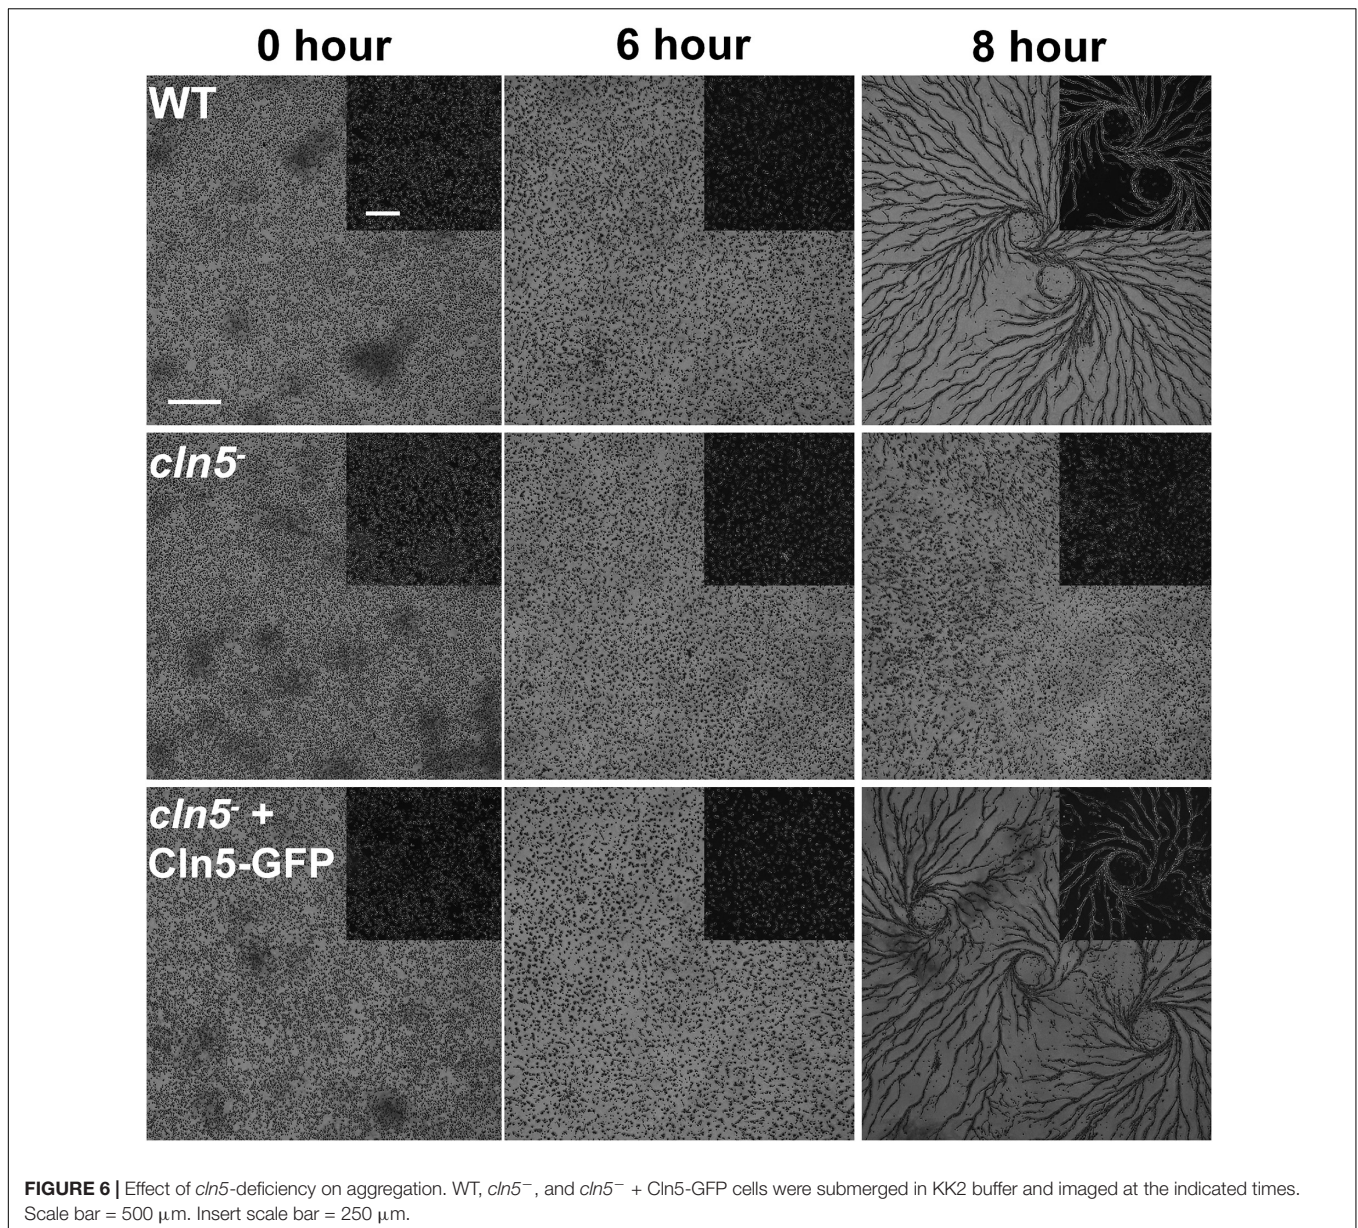 0 hour 6 hour 8 hour
WT
cln5-
cln5- +
Cln5-GFP
FIGURE 6 | Effect of cln5-deficiency on aggregation. WT, cln5−, and cln5− + Cln5-GFP cells were submerged in KK2 buffer and imaged at the indicated times.
Scale bar = 500 μm. Insert scale bar = 250 μm.